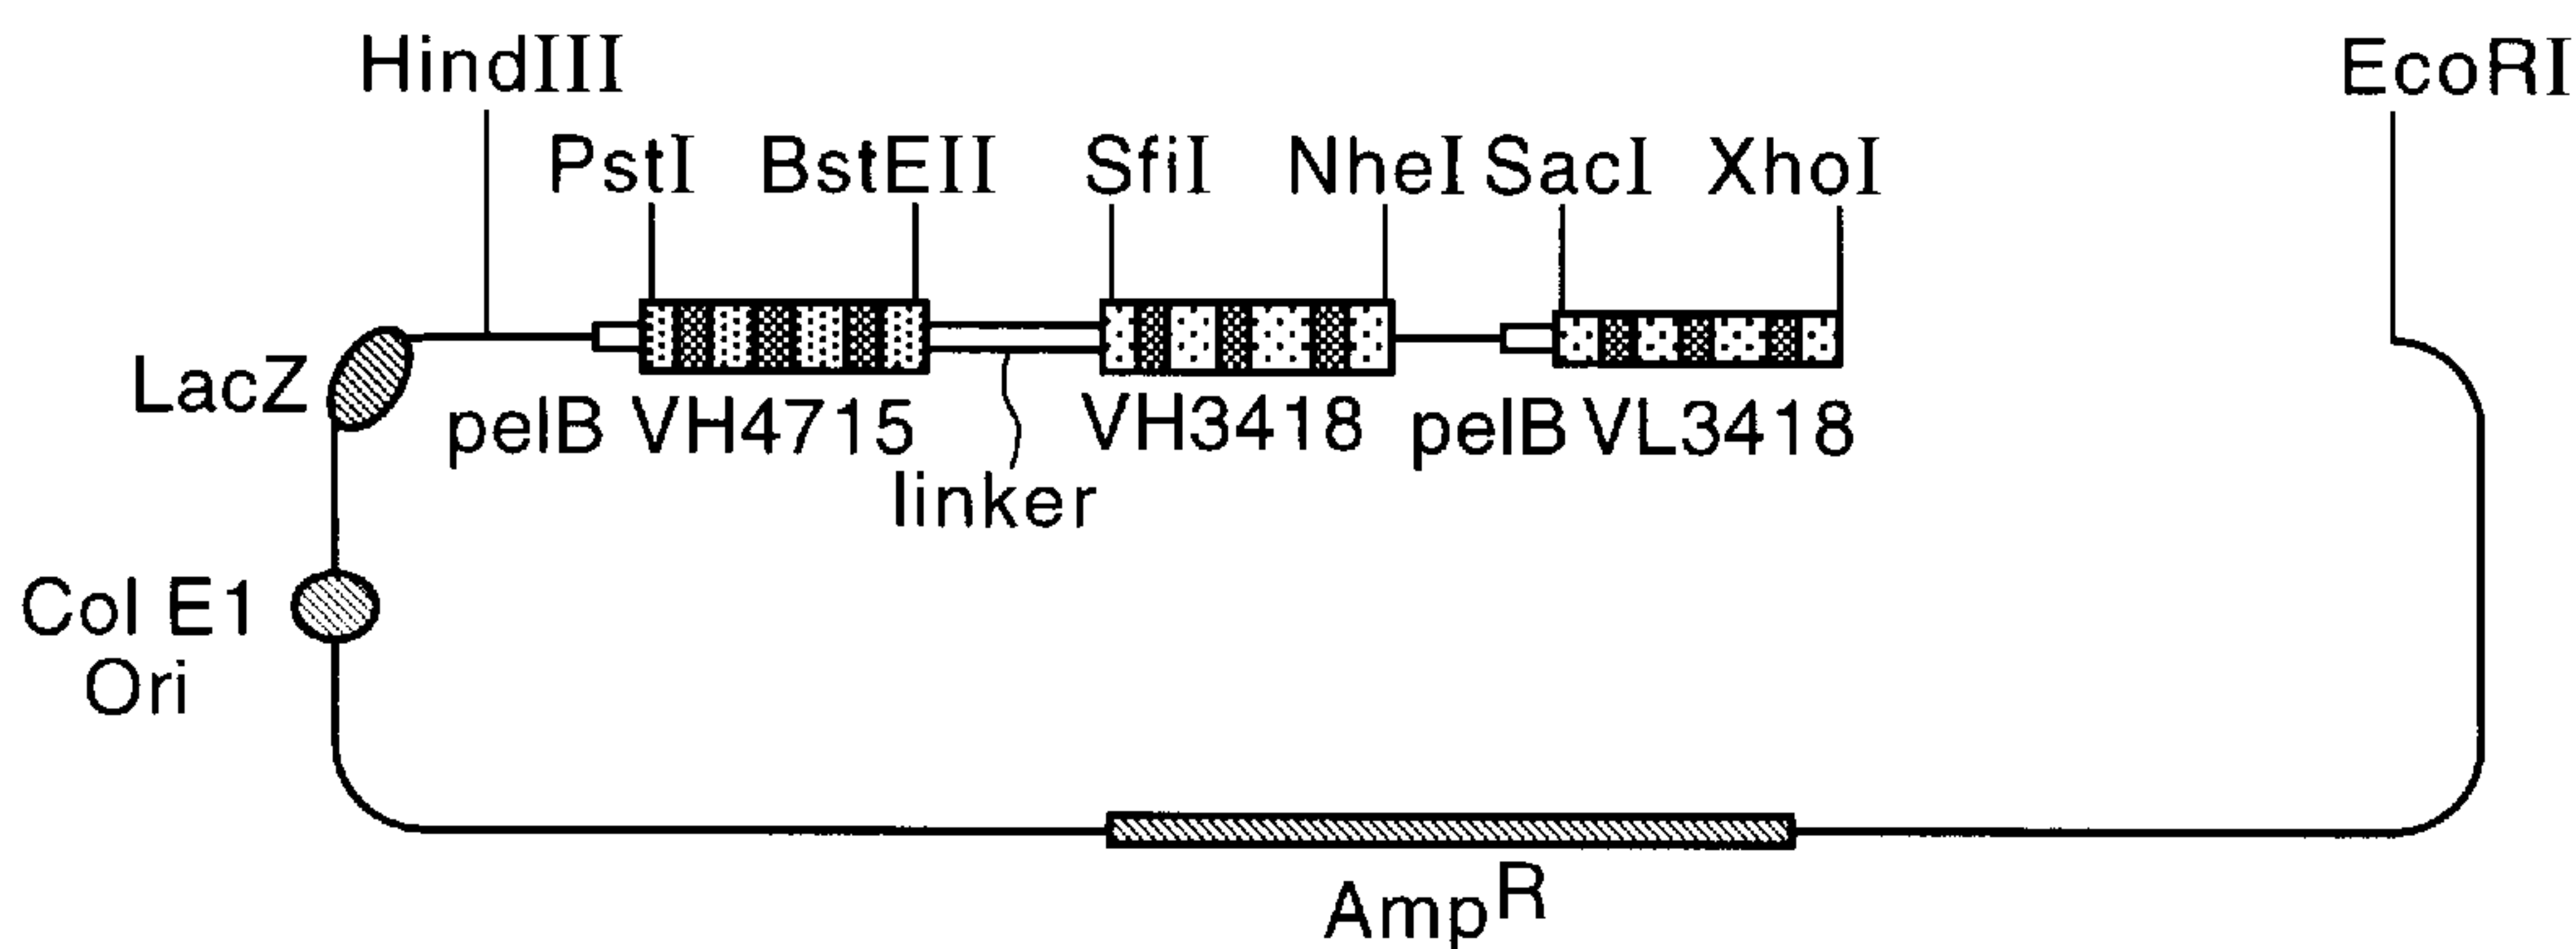 HindIII
EcoRI
PstI
BstEII
SfiI
NheI
SacI
XhoI
LacZ
pelB
VH4715
VH3418
pelB
VL3418
linker
Col E1
Ori
AmpR